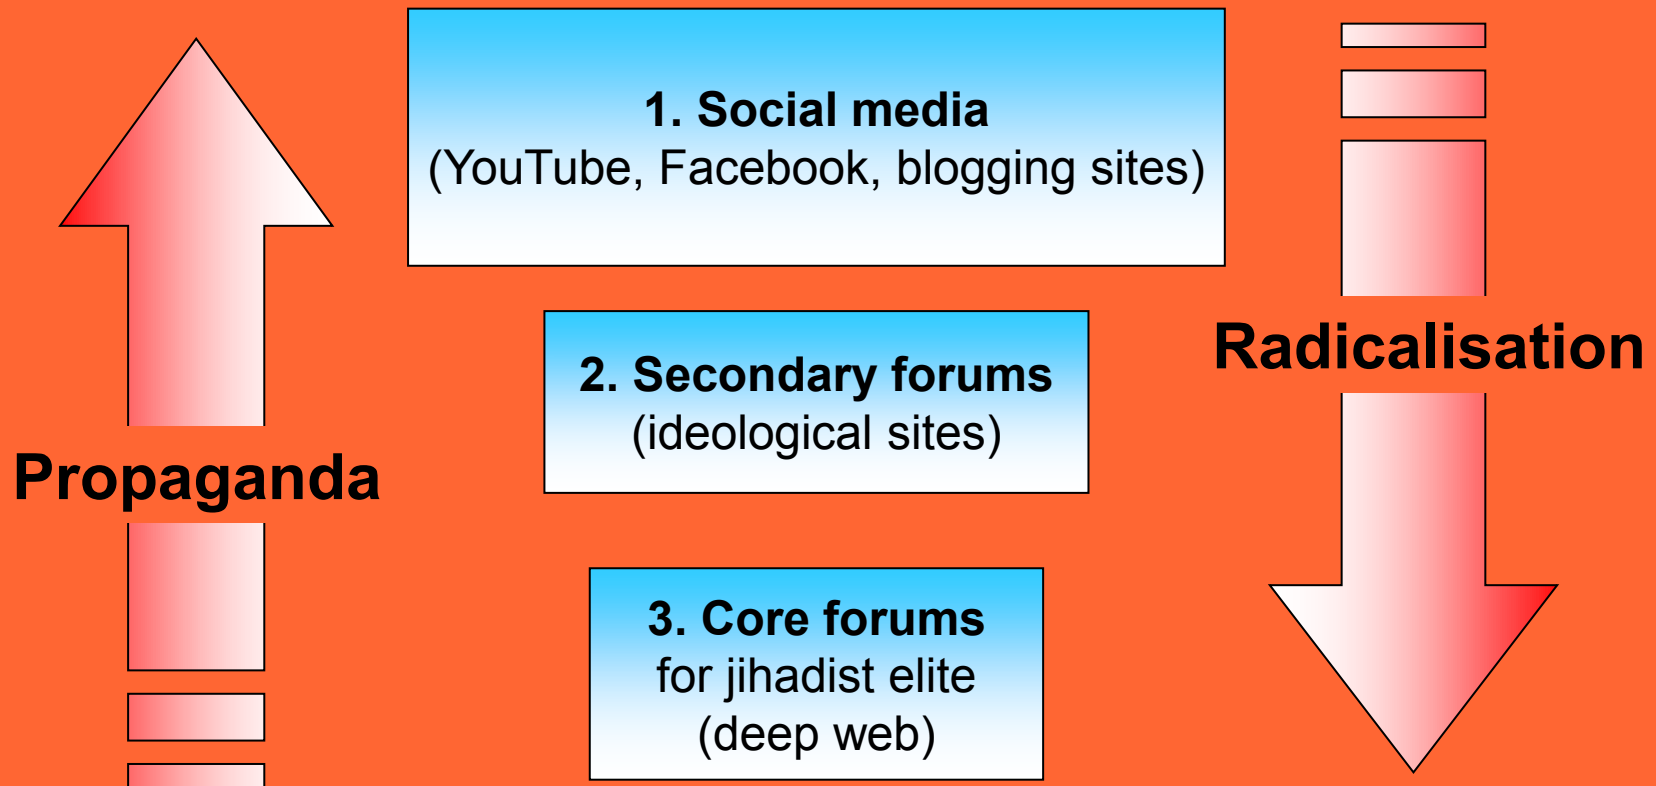 1. Social media
(YouTube, Facebook, blogging sites)
Radicalisation
2. Secondary forums
(ideological sites)
Propaganda
3. Core forums
for jihadist elite
(deep web)